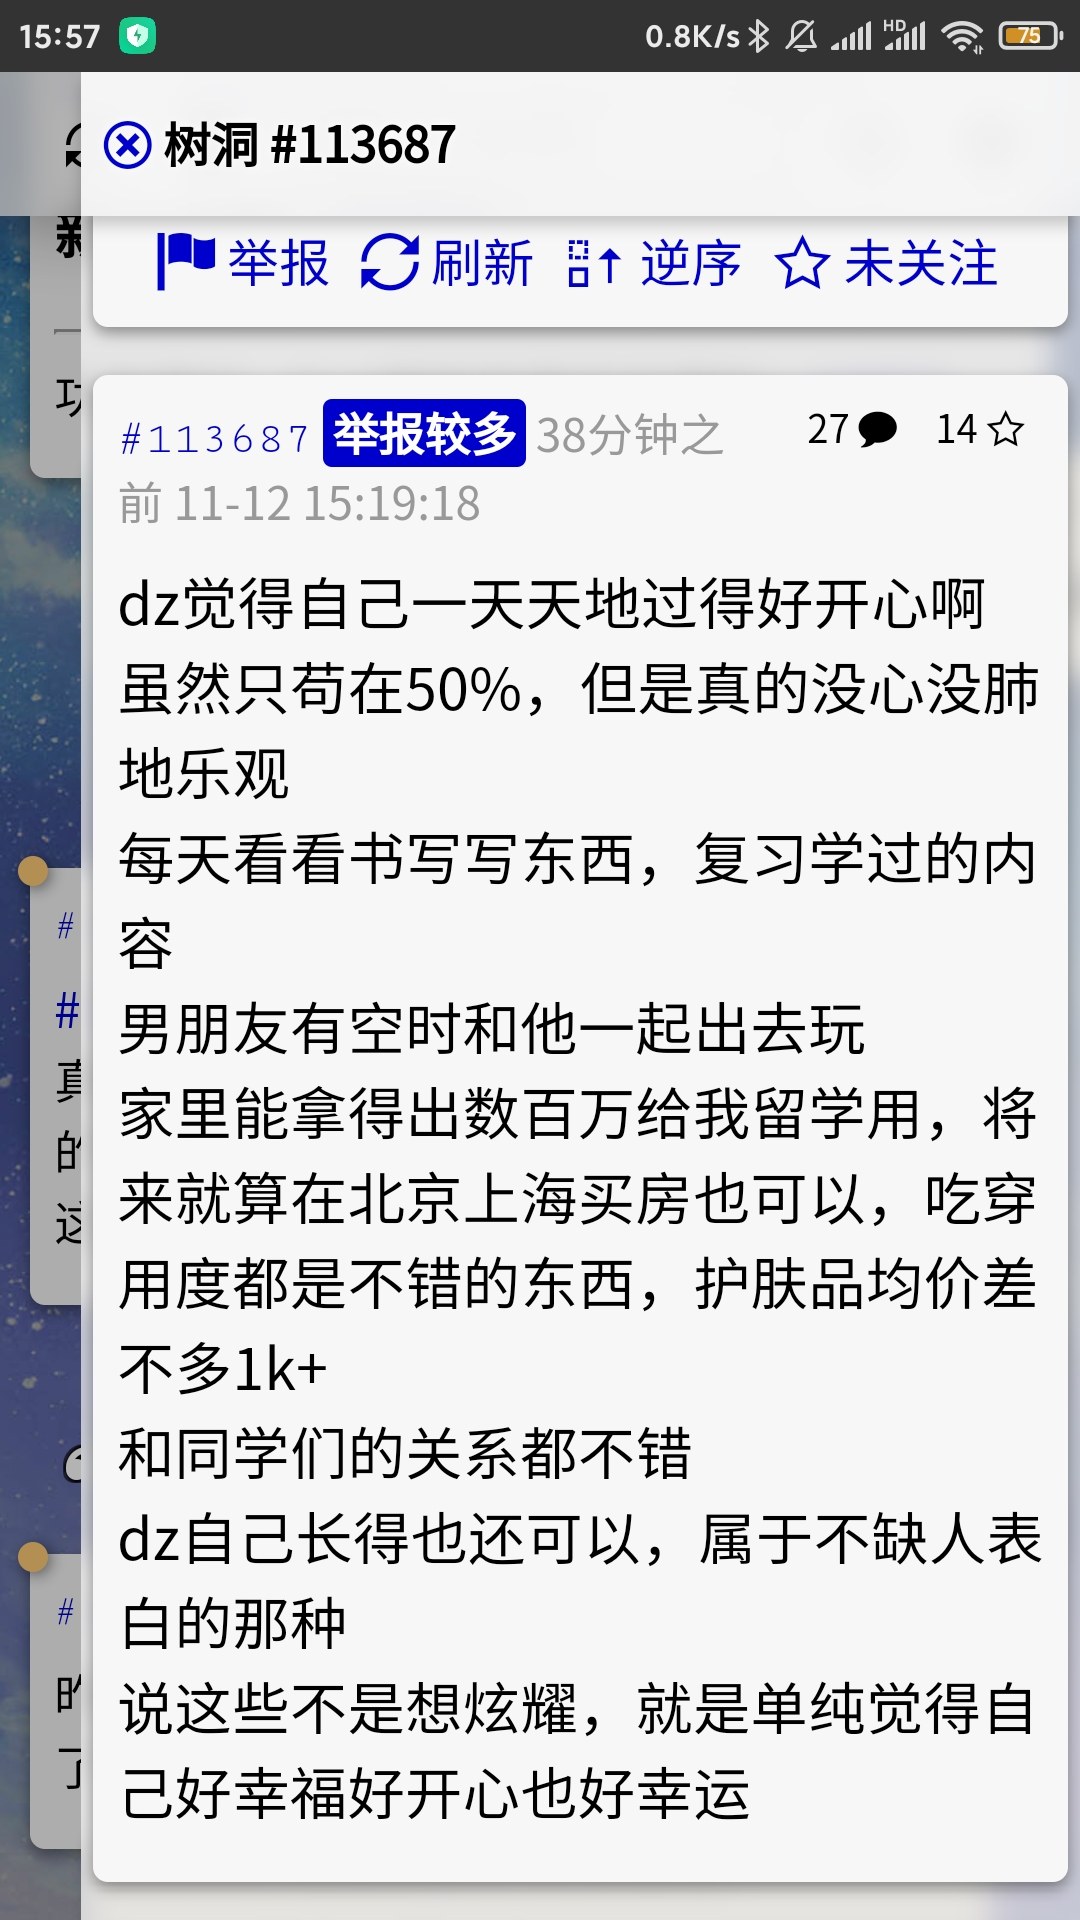 15:57 0.8K/s HD 75
树洞 #113687
举报 刷新 逆序 未关注
#113687 举报较多 38分钟之 27 14
前 11-12 15:19:18
dz觉得自己一天天地过得好开心啊
虽然只苟在50%，但是真的没心没肺
地乐观
每天看看书写写东西，复习学过的内
容
男朋友有空时和他一起出去玩
家里能拿得出数百万给我留学用，将
来就算在北京上海买房也可以，吃穿
用度都是不错的东西，护肤品均价差
不多1k+
和同学们的关系都不错
dz自己长得也还可以，属于不缺人表
白的那种
说这些不是想炫耀，就是单纯觉得自
己好幸福好开心也好幸运
#
#
的
这
#
了